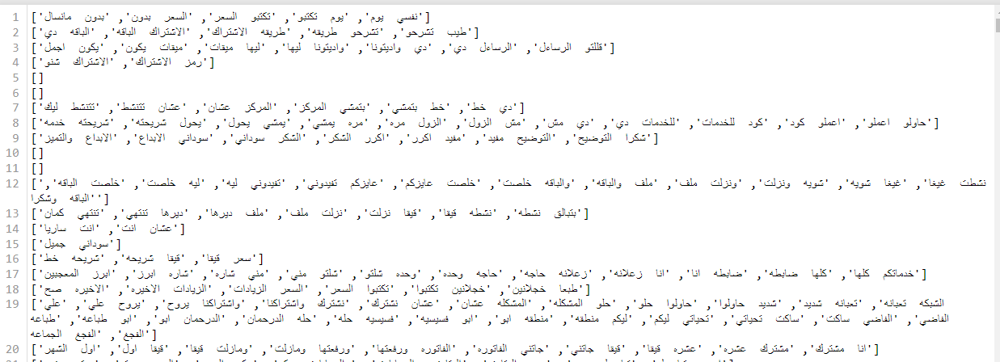 1 ['نفسي يوم', 'يوم تكتبو', 'تكتبو السعر', 'السعر بدون', 'بدون مانسال']
2 ['طيب تشرحو', 'تشرحو طريقه', 'طريقه الاشتراك', 'الاشتراك الباقه', 'الباقه دي']
3 ['قللتو الرساءل', 'الرساءل دي', 'دي واديتونا', 'واديتونا ليها', 'ليها ميقات', 'ميقات يكون', 'يكون اجمل']
4 ['رمز الاشتراك', 'الاشتراك شنو']
5 []
6 []
7 ['دي خط', 'خط بتمشي', 'بتمشي المركز', 'المركز عشان', 'عشان تتنشط', 'تتنشط ليك']
8 ['حاولو اعملو', 'اعملو كود', 'كود للخدمات', 'للخدمات دي', 'دي مش', 'مش الزول', 'الزول مره', 'مره يمشي', 'يمشي يحول', 'يحول شريحته', 'شريحته خدمه']
9 ['شكرا التوضيح', 'التوضيح مفيد', 'مفيد اكرر', 'اكرر الشكر', 'الشكر سوداني', 'سوداني الابداع', 'الابداع والتميز']
10 []
11 []
12 ['نشطت غيغا', 'غيغا شويه', 'شويه ونزلت', 'ونزلت ملف', 'ملف والباقه', 'والباقه خلصت', 'خلصت عايزكم', 'عايزكم تفيدوني', 'تفيدوني ليه', 'ليه خلصت', 'خلصت الباقه',
'الباقه وشكرا']
13 ['بتبالق نشطه', 'نشطه قيقا', 'قيقا نزلت', 'نزلت ملف', 'ملف ديرها', 'ديرها تنتهي', 'تنتهي كمان']
14 ['عشان انت', 'انت ساريا']
15 ['سوداني جميل']
16 ['سعر قيقا', 'قيقا شريحه', 'شريحه خط']
17 ['خدماتكم كلها', 'كلها ضابطه', 'ضابطه انا', 'انا زعلانه', 'زعلانه حاجه', 'حاجه وحده', 'وحده شلتو', 'شلتو مني', 'مني شاره', 'شاره ابرز', 'ابرز المعجبين']
18 ['طبعا خجلانين', 'خجلانين تكتبوا', 'تكتبوا السعر', 'السعر الزيادات', 'الزيادات الاخيره', 'الاخيره صح']
19 ['الشبكه تعبانه', 'تعبانه شديد', 'شديد حاولوا', 'حاولوا حلو', 'حلو المشكله', 'المشكله عشان', 'عشان نشترك', 'نشترك واشتراكنا', 'واشتراكنا يروح', 'يروح علي', 'علي
الفاضي', 'الفاضي ساكت', 'ساكت تحياتي', 'تحياتي ليكم', 'ليكم منطقه', 'منطقه ابو', 'ابو فسيسيه', 'فسيسيه حله', 'حله الدرحمان', 'الدرحمان ابو', 'ابو طباعه', 'طباعه
الفجغ', 'الفجغ الجماعه']
20 ['انا مشترك', 'مشترك عشره', 'عشره قيقا', 'قيقا جاتني', 'جاتني الفاتوره', 'الفاتوره ورفعتها', 'ورفعتها ومازلت', 'ومازلت قيقا', 'قيقا اول', 'اول الشهر']